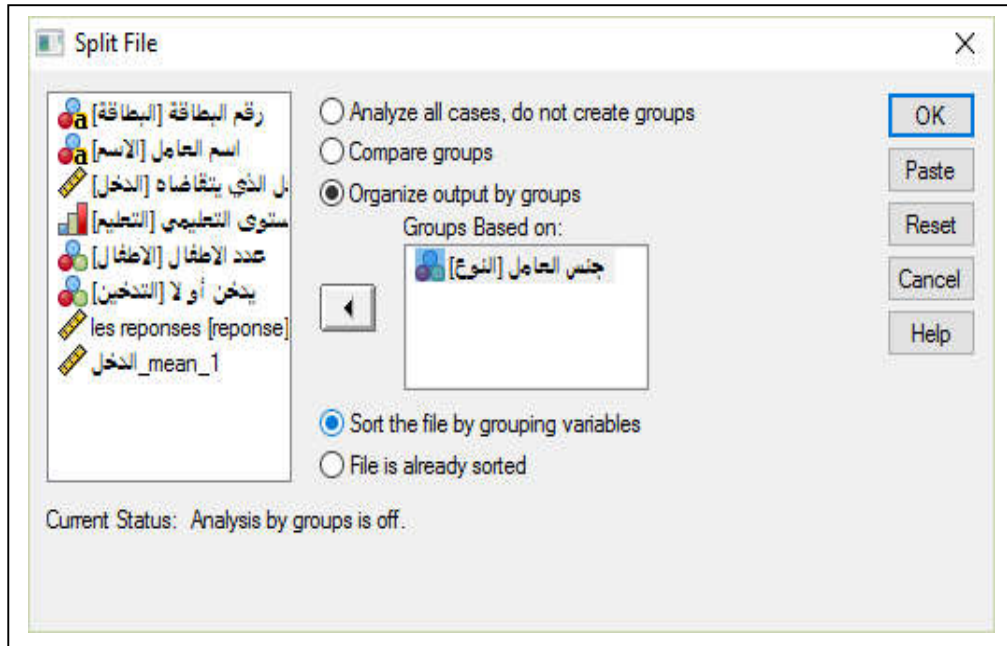 Split File
رقم البطاقة [البطاقة]
اسم العامل [الاسم]
ل الذي يتقاضاه [الدخل]
ستوى التعليمي [التعليم]
عدد الاطفال [الاطفال]
يدخن أو لا [التدخين]
les reponses [reponse]
الدخل_mean_1
Analyze all cases, do not create groups
Compare groups
Organize output by groups
Groups Based on:
جنس العامل [النوع]
Sort the file by grouping variables
File is already sorted
OK
Paste
Reset
Cancel
Help
Current Status: Analysis by groups is off.